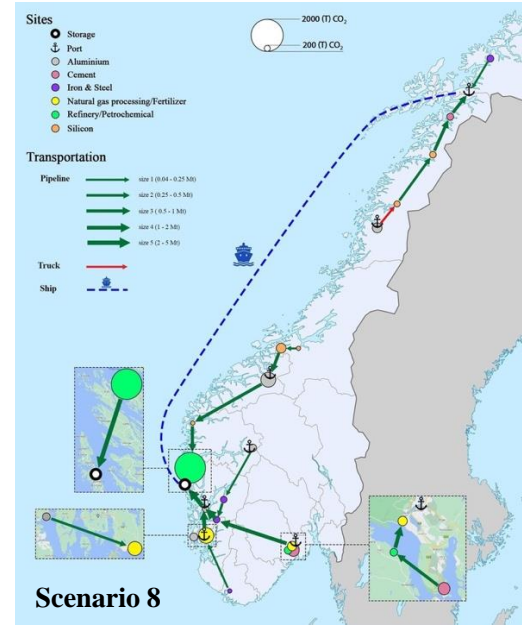 Sites
Storage
Port
Aluminium
Cement
Iron & Steel
Natural gas processing/Fertilizer
Refinery/Petrochemical
Silicon
2000 (T) CO₂
200 (T) CO₂
Transportation
Pipeline
size 1 (0.04 - 0.25 Mt)
size 2 (0.25 - 0.5 Mt)
size 3 ( 0.5 - 1 Mt)
size 4 (1 - 2 Mt)
size 5 (2 - 5 Mt)
Truck
Ship
Scenario 8